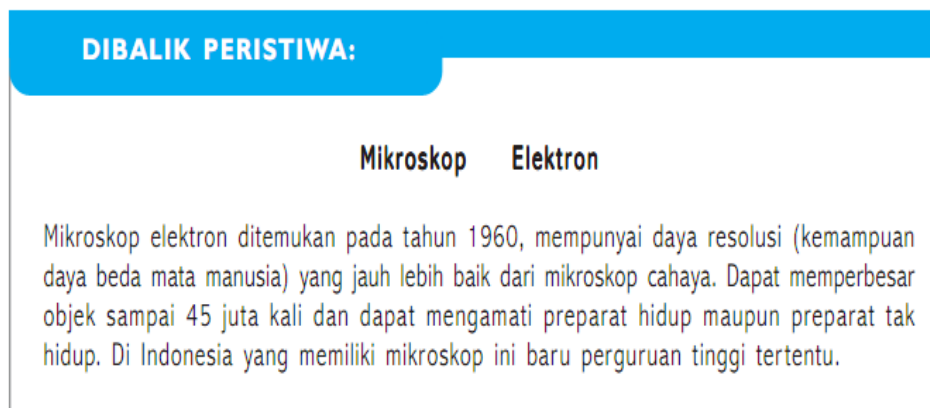 DIBALIK PERISTIWA:
Mikroskop Elektron
Mikroskop elektron ditemukan pada tahun 1960, mempunyai daya resolusi (kemampuan
daya beda mata manusia) yang jauh lebih baik dari mikroskop cahaya. Dapat memperbesar
objek sampai 45 juta kali dan dapat mengamati preparat hidup maupun preparat tak
hidup. Di Indonesia yang memiliki mikroskop ini baru perguruan tinggi tertentu.